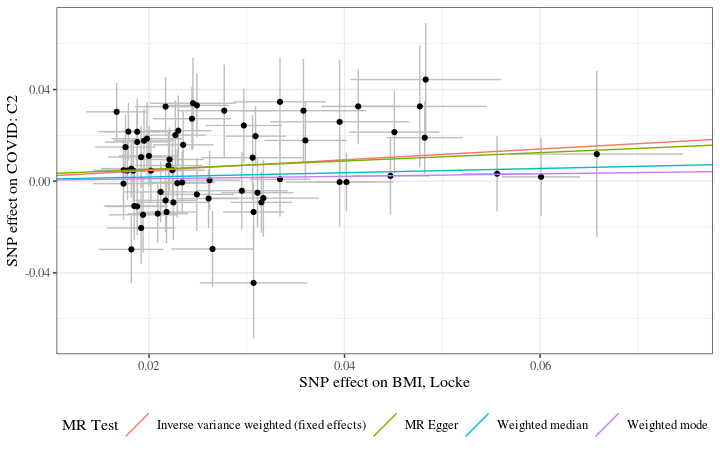 SNP effect on COVID: C2
0.04
0.00
-0.04
0.02 0.04 0.06
SNP effect on BMI, Locke
MR Test Inverse variance weighted (fixed effects) MR Egger Weighted median Weighted mode